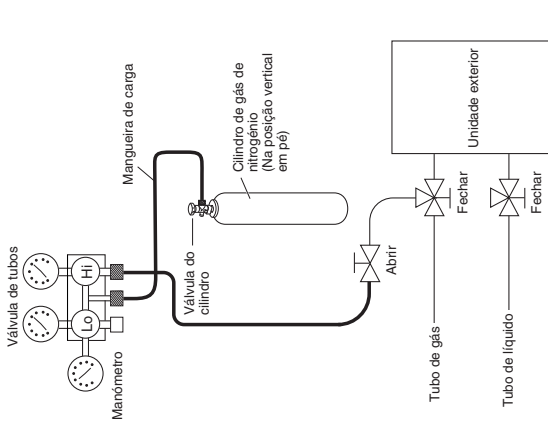 Válvula de tubos
Manómetro
Lo
Hi
Mangueira de carga
Válvula do
cilindro
Cilindro de gás de
nitrogénio
(Na posição vertical
em pé)
Abrir
Unidade exterior
Fechar
Fechar
Tubo de gás
Tubo de líquido